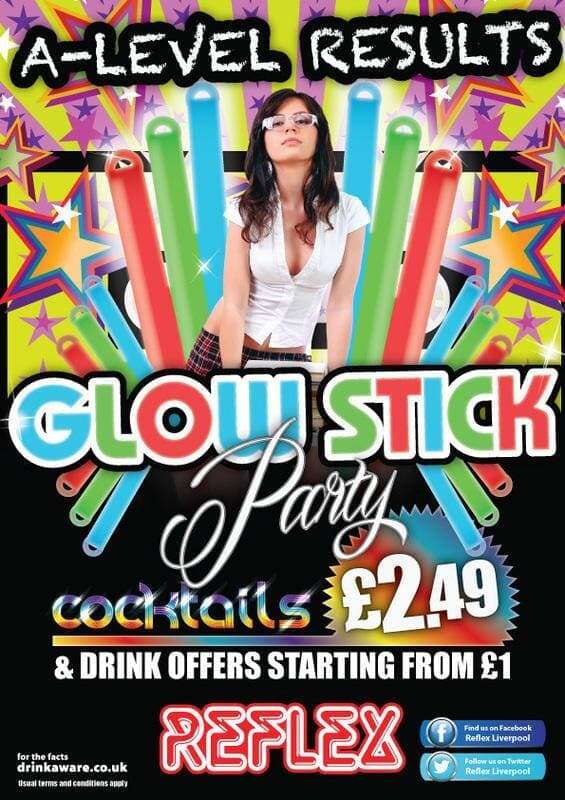 A-LEVEL RESULTS
GLOW STICK
Party
cocktails £2.49
& DRINK OFFERS STARTING FROM £1
REFLEX
for the facts
drinkaware.co.uk
Usual terms and conditions apply
Find us on Facebook
Reflex Liverpool
Follow us on Twitter
Reflex Liverpool